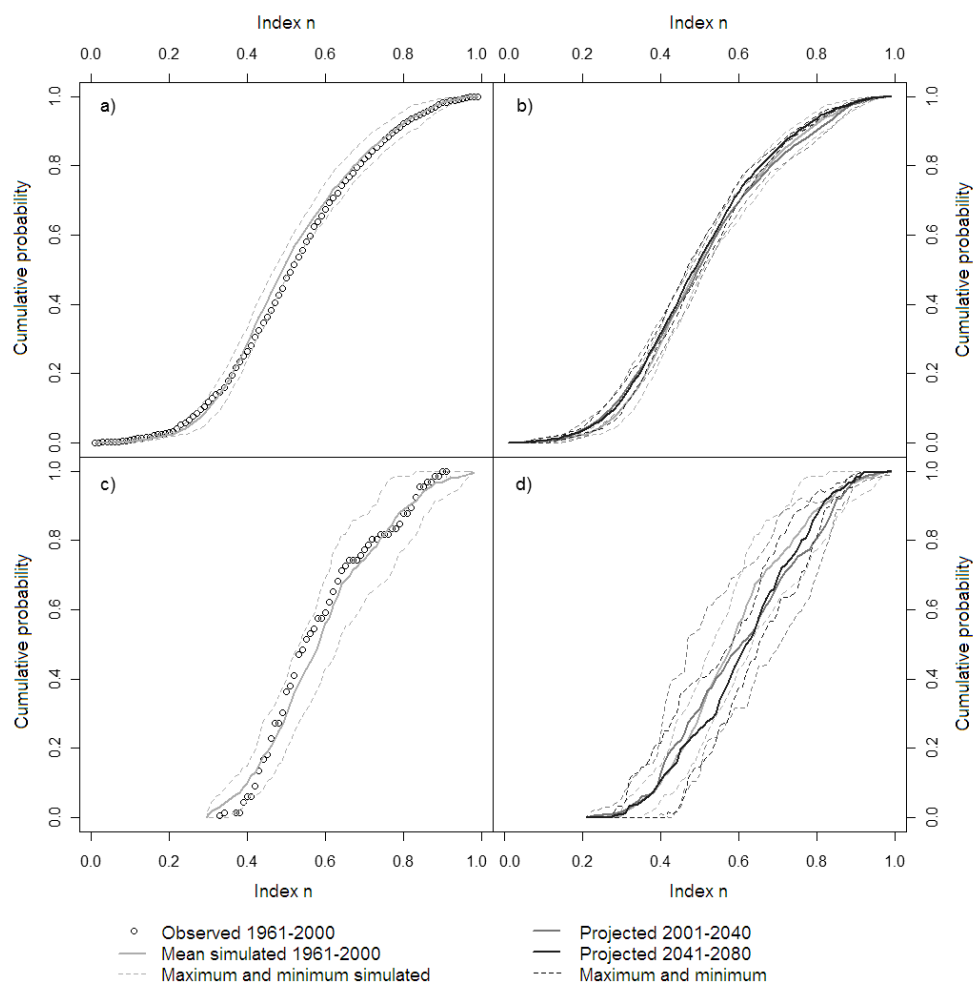 Index n
Index n
0.0 0.2 0.4 0.6 0.8 1.0
0.0 0.2 0.4 0.6 0.8 1.0
a)
b)
Cumulative probability
0.0 0.2 0.4 0.6 0.8 1.0
0.0 0.2 0.4 0.6 0.8 1.0
Cumulative probability
c)
d)
Cumulative probability
0.0 0.2 0.4 0.6 0.8 1.0
0.0 0.2 0.4 0.6 0.8 1.0
Cumulative probability
0.0 0.2 0.4 0.6 0.8 1.0
0.0 0.2 0.4 0.6 0.8 1.0
Index n
Index n
Observed 1961-2000
Mean simulated 1961-2000
Maximum and minimum simulated
Projected 2001-2040
Projected 2041-2080
Maximum and minimum